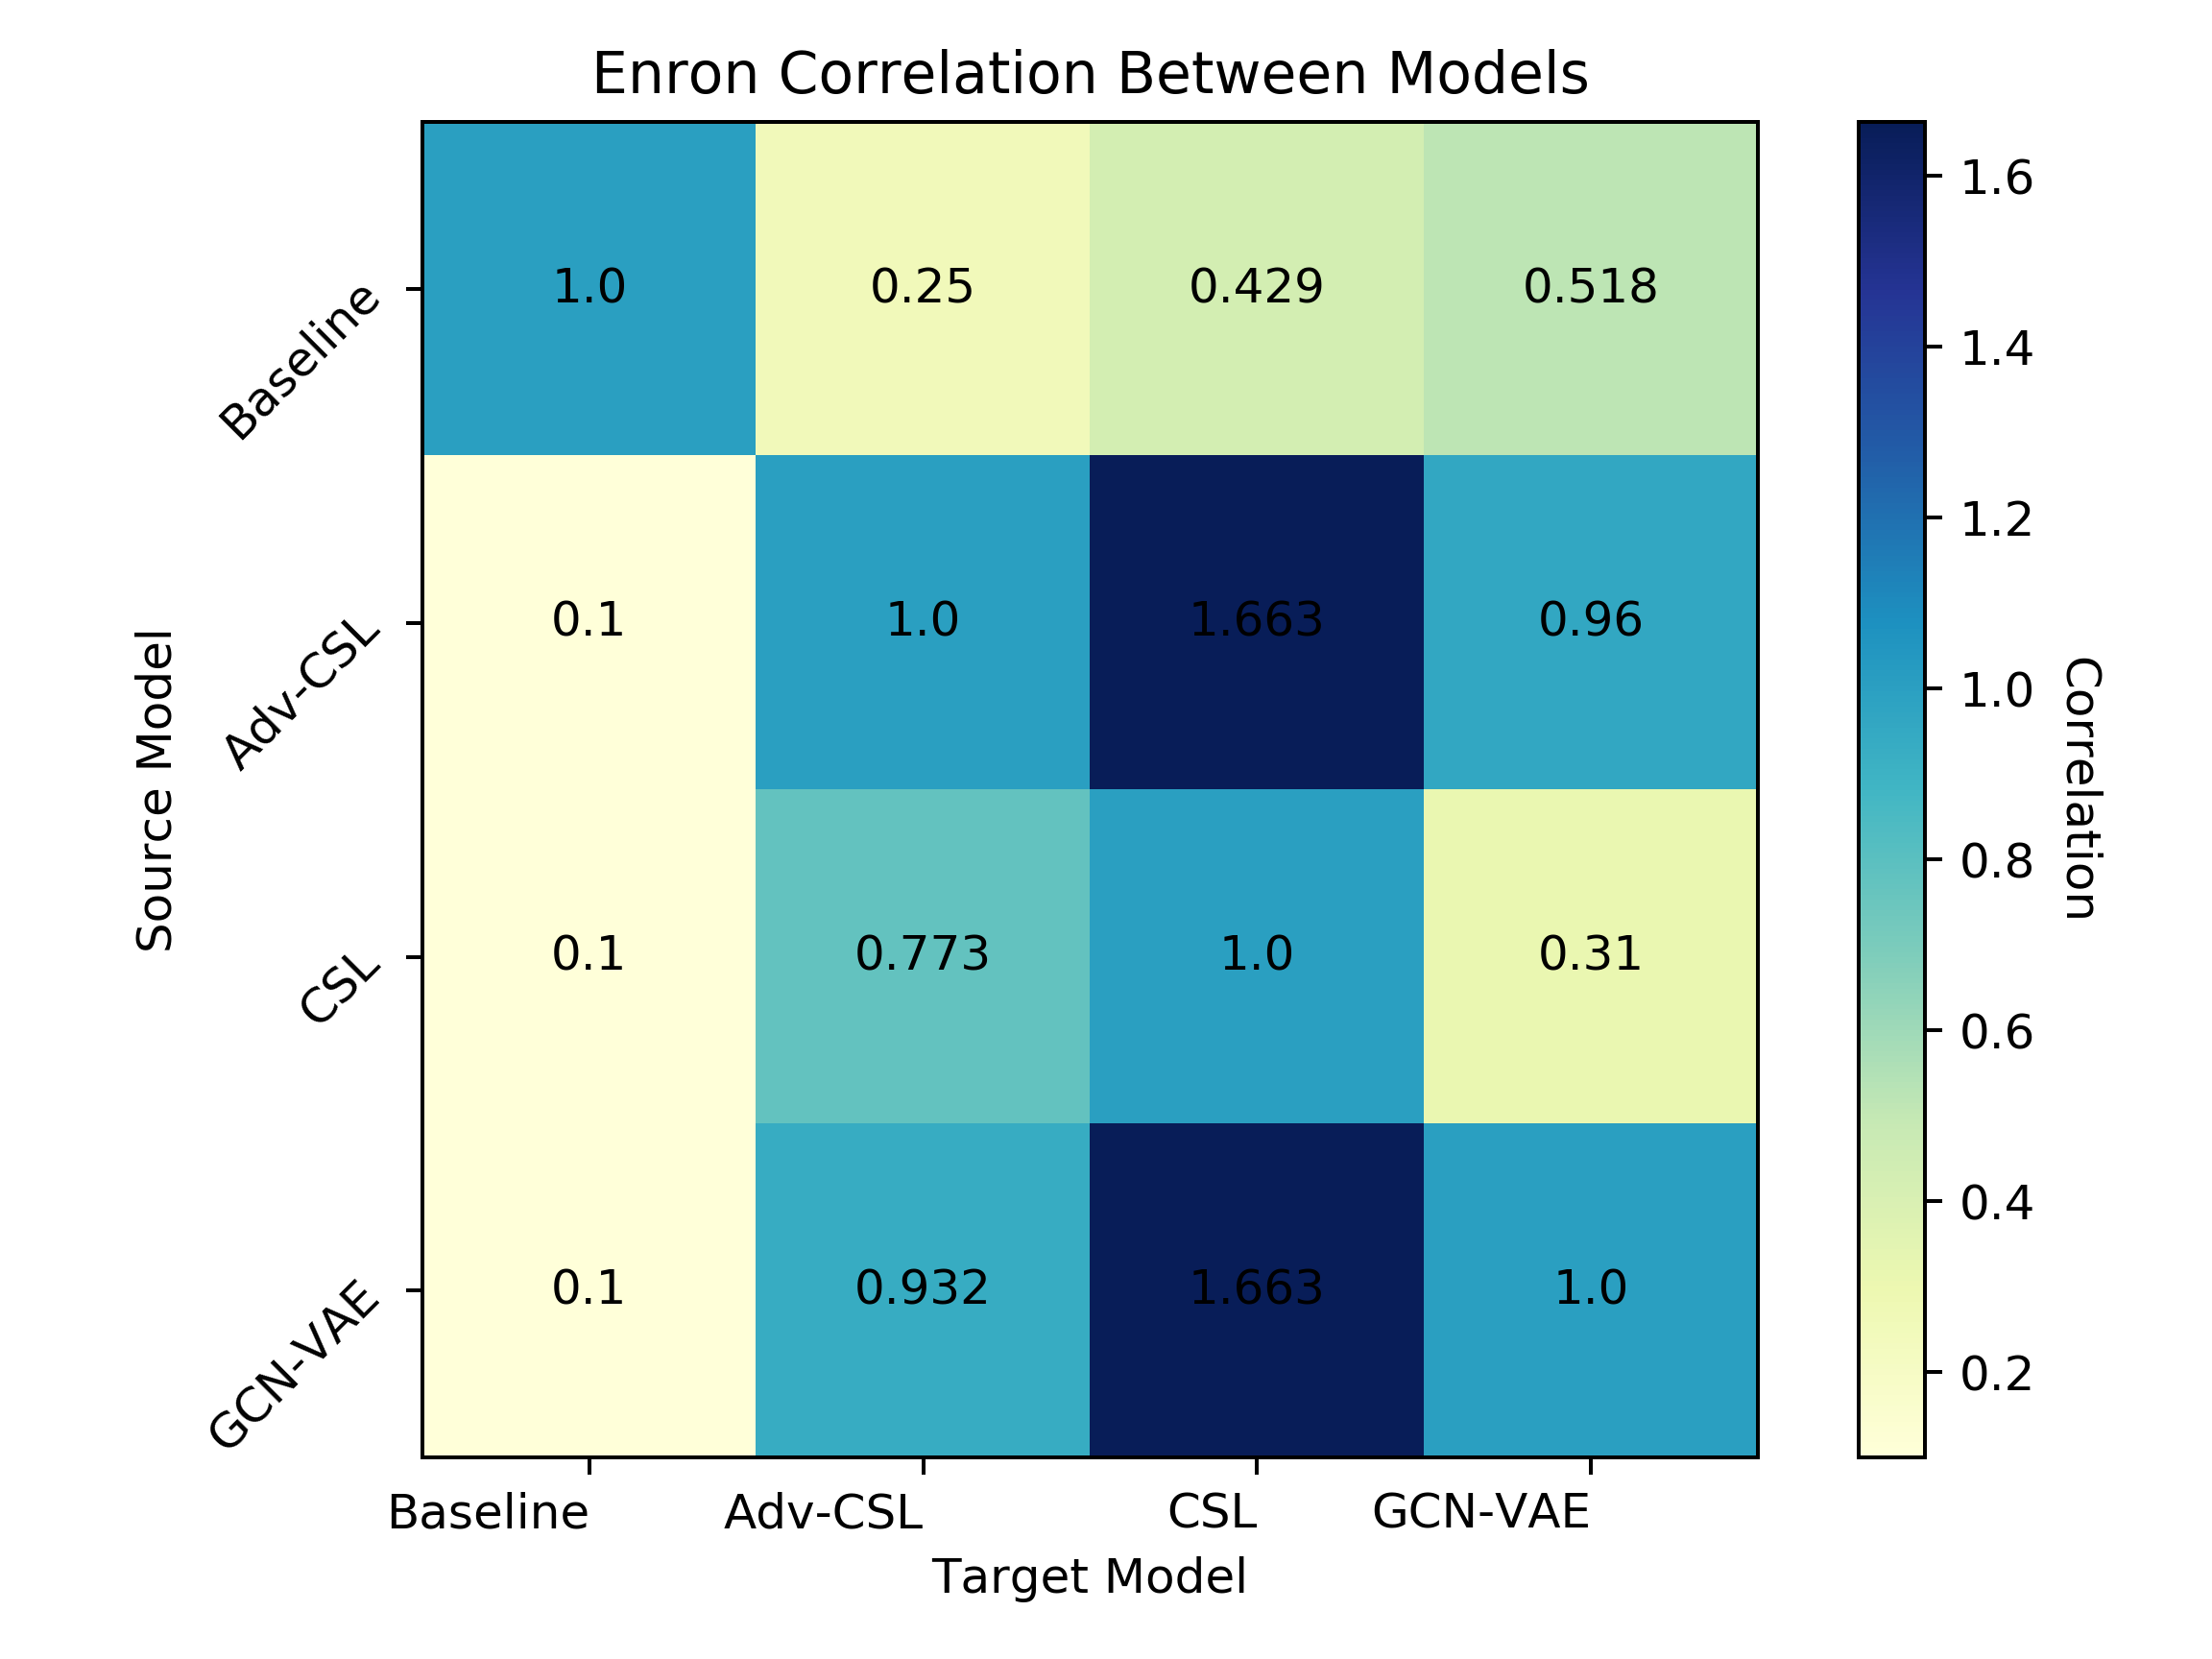 Enron Correlation Between Models
Baseline
1.0 0.25 0.429 0.518
Adv-CSL
0.1 1.0 1.663 0.96
CSL
0.1 0.773 1.0 0.31
GCN-VAE
0.1 0.932 1.663 1.0
Source Model
Baseline Adv-CSL CSL GCN-VAE
Target Model
1.6
1.4
1.2
1.0
0.8
0.6
0.4
0.2
Correlation